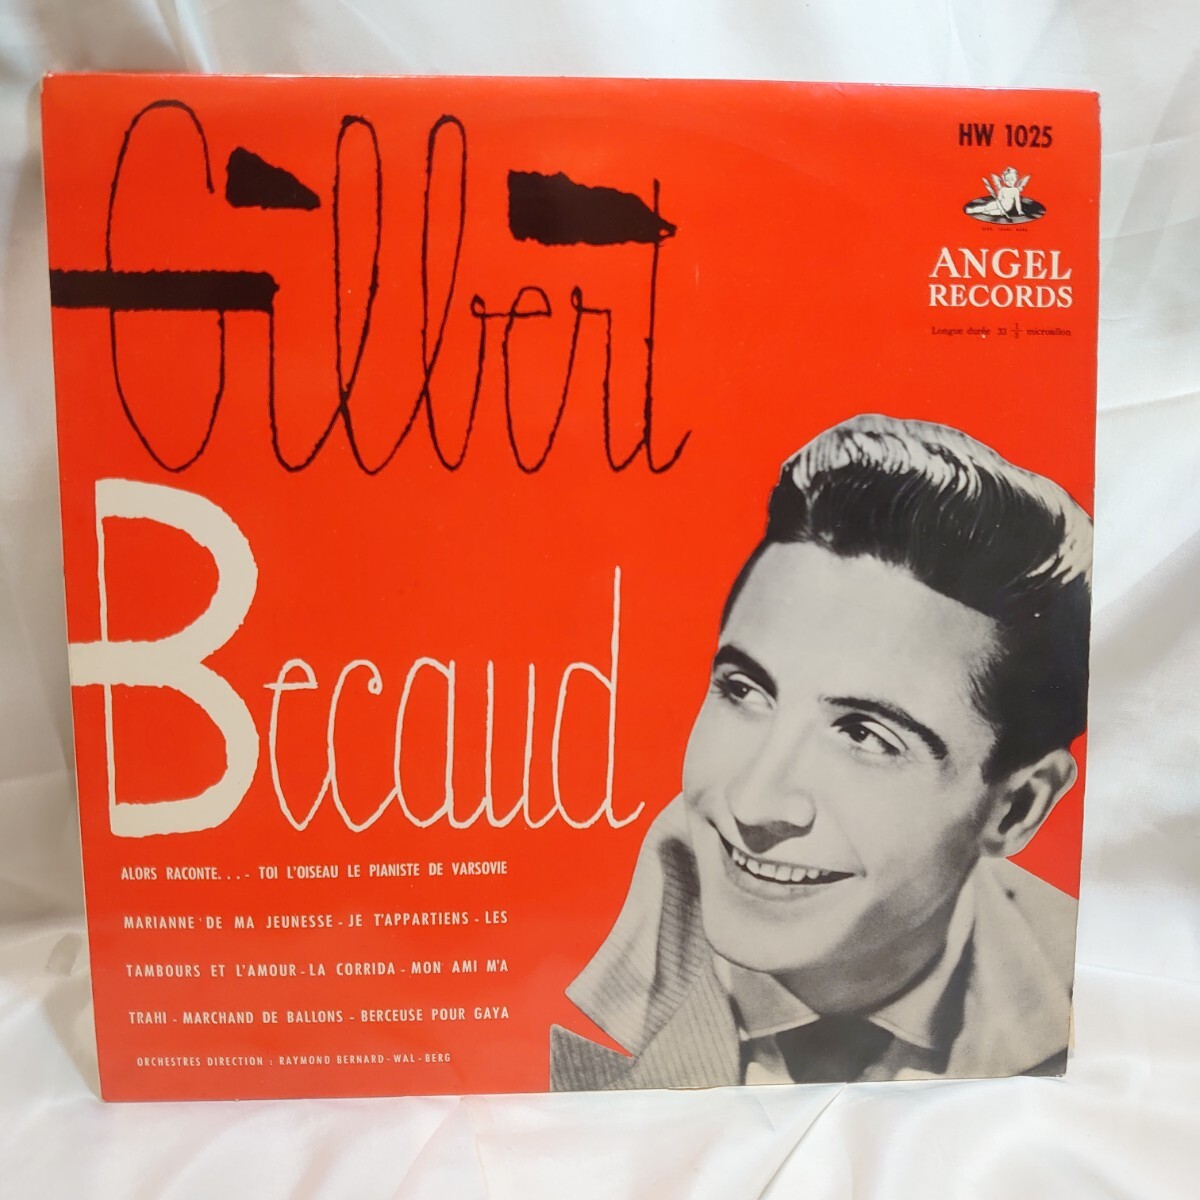 Gilbert
Becaud
HW 1025
ANGEL
RECORDS
Longue durée 33 1/3 microsillon
ALORS RACONTE... - TOI L'OISEAU LE PIANISTE DE VARSOVIE
MARIANNE DE MA JEUNESSE - JE T'APPARTIENS - LES
TAMBOURS ET L'AMOUR - LA CORRIDA - MON AMI M'A
TRAHI - MARCHAND DE BALLONS - BERCEUSE POUR GAYA
ORCHESTRES DIRECTION : RAYMOND BERNARD - WAL - BERG